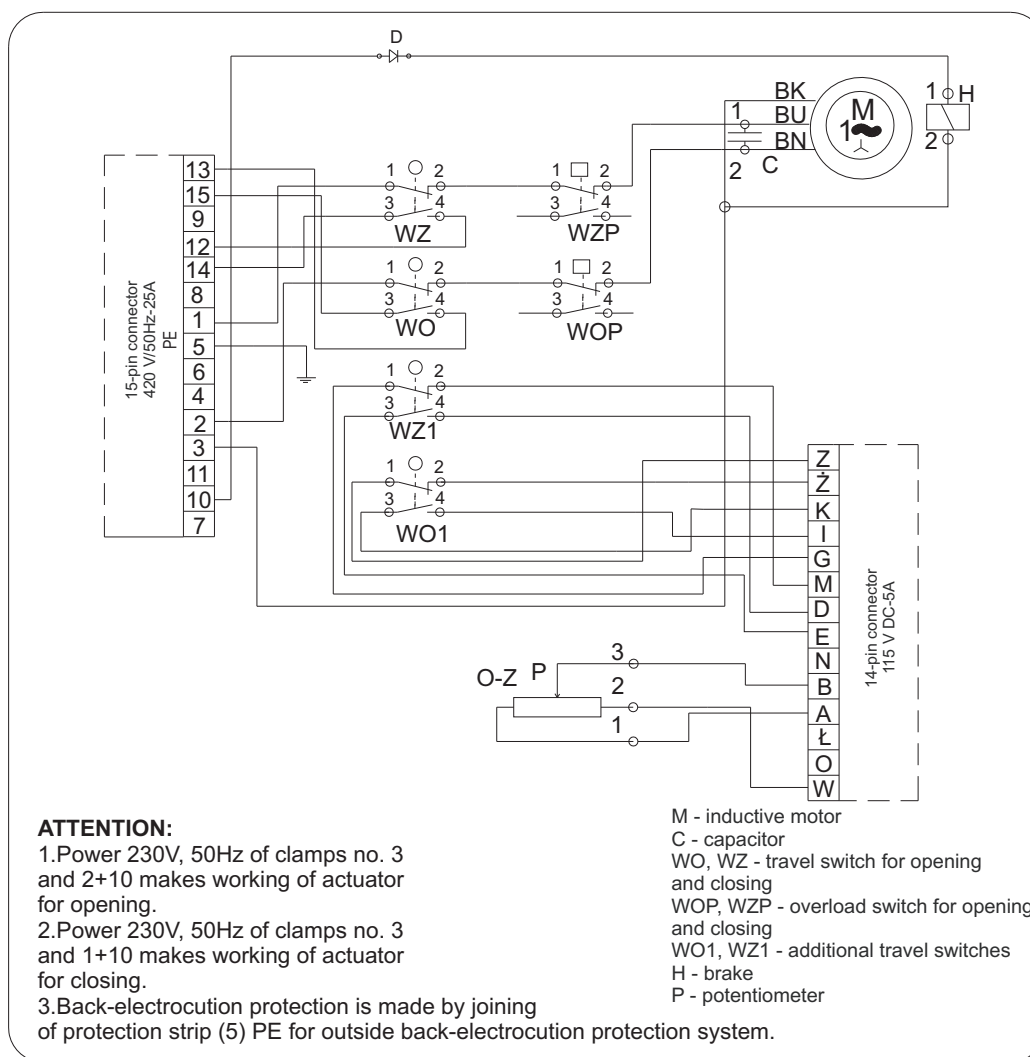 D
BK
BU
BN
M
1
1
2
C
1
H
2
15-pin connector
420 V/50Hz-25A
PE
13
15
9
12
14
8
1
5
6
4
2
3
11
10
7
1 2
3 4
WZ
1 2
3 4
WZP
1 2
3 4
WO
1 2
3 4
WOP
1 2
3 4
WZ1
1 2
3 4
WO1
Z
Ż
K
I
G
M
D
E
N
B
A
Ł
O
W
14-pin connector
115 V DC-5A
O-Z P
3
2
1
ATTENTION:
1.Power 230V, 50Hz of clamps no. 3
and 2+10 makes working of actuator
for opening.
2.Power 230V, 50Hz of clamps no. 3
and 1+10 makes working of actuator
for closing.
3.Back-electrocution protection is made by joining
of protection strip (5) PE for outside back-electrocution protection system.
M - inductive motor
C - capacitor
WO, WZ - travel switch for opening
and closing
WOP, WZP - overload switch for opening
and closing
WO1, WZ1 - additional travel switches
H - brake
P - potentiometer